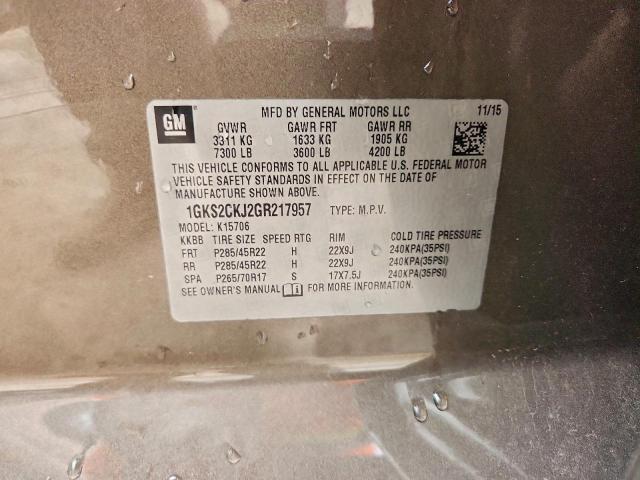 GM MFD BY GENERAL MOTORS LLC 11/15
GVWR GAWR FRT GAWR RR
3311 KG 1633 KG 1905 KG
7300 LB 3600 LB 4200 LB
THIS VEHICLE CONFORMS TO ALL APPLICABLE U.S. FEDERAL MOTOR
VEHICLE SAFETY STANDARDS IN EFFECT ON THE DATE OF
MANUFACTURE SHOWN ABOVE.
1GKS2CKJ2GR217957 TYPE: M.P.V.
MODEL: K15706
KKBB TIRE SIZE SPEED RTG RIM COLD TIRE PRESSURE
FRT P285/45R22 H 22X9J 240KPA(35PSI)
RR P285/45R22 H 22X9J 240KPA(35PSI)
SPA P265/70R17 S 17X7.5J 240KPA(35PSI)
SEE OWNER'S MANUAL FOR MORE INFORMATION.